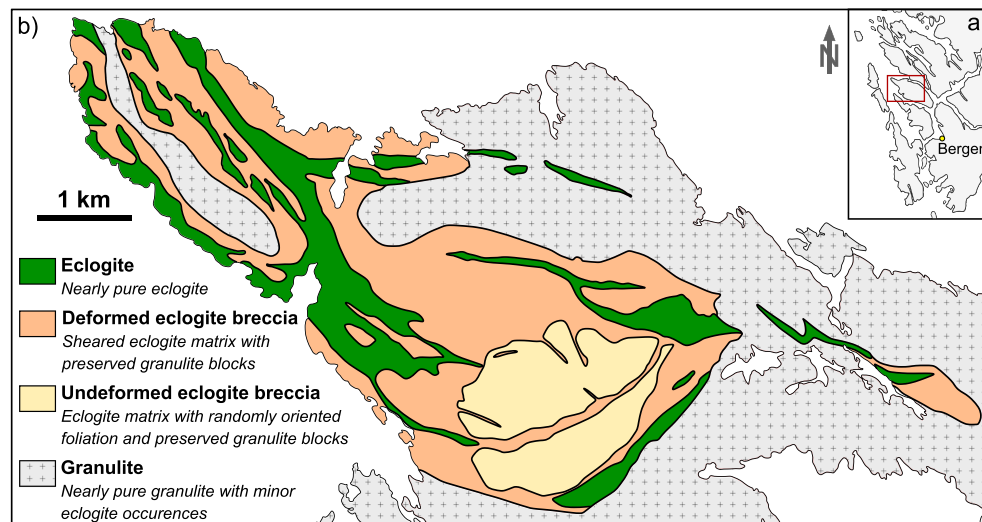 b)
a
N
Bergen
1 km
Eclogite
Nearly pure eclogite
Deformed eclogite breccia
Sheared eclogite matrix with
preserved granulite blocks
Undeformed eclogite breccia
Eclogite matrix with randomly oriented
foliation and preserved granulite blocks
Granulite
Nearly pure granulite with minor
eclogite occurences